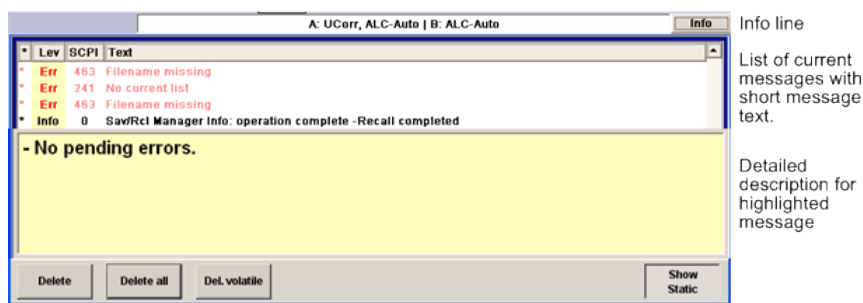 A: UCorr, ALC-Auto | B: ALC-Auto
Info
Info line
* Lev SCPI Text
* Err 463 Filename missing
* Err 241 No current list
* Err 463 Filename missing
* Info 0 Sav/Rcl Manager Info: operation complete -Recall completed
List of current
messages with
short message
text.
- No pending errors.
Detailed
description for
highlighted
message
Delete
Delete all
Del. volatile
Show
Static